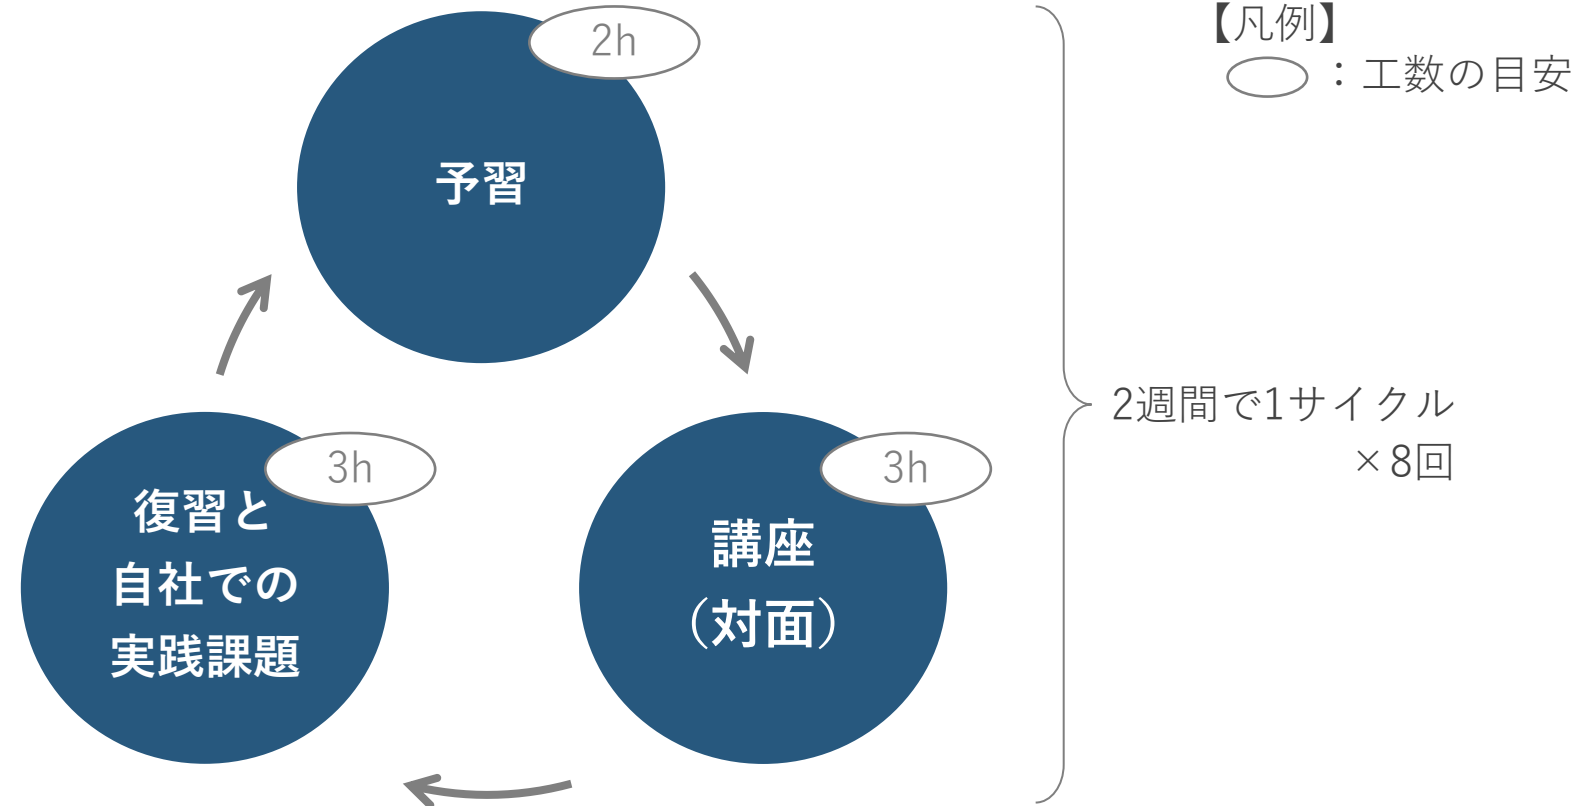 2h
予習
【凡例】
：工数の目安
3h
復習と
自社での
実践課題
3h
講座
（対面）
2週間で1サイクル
×8回